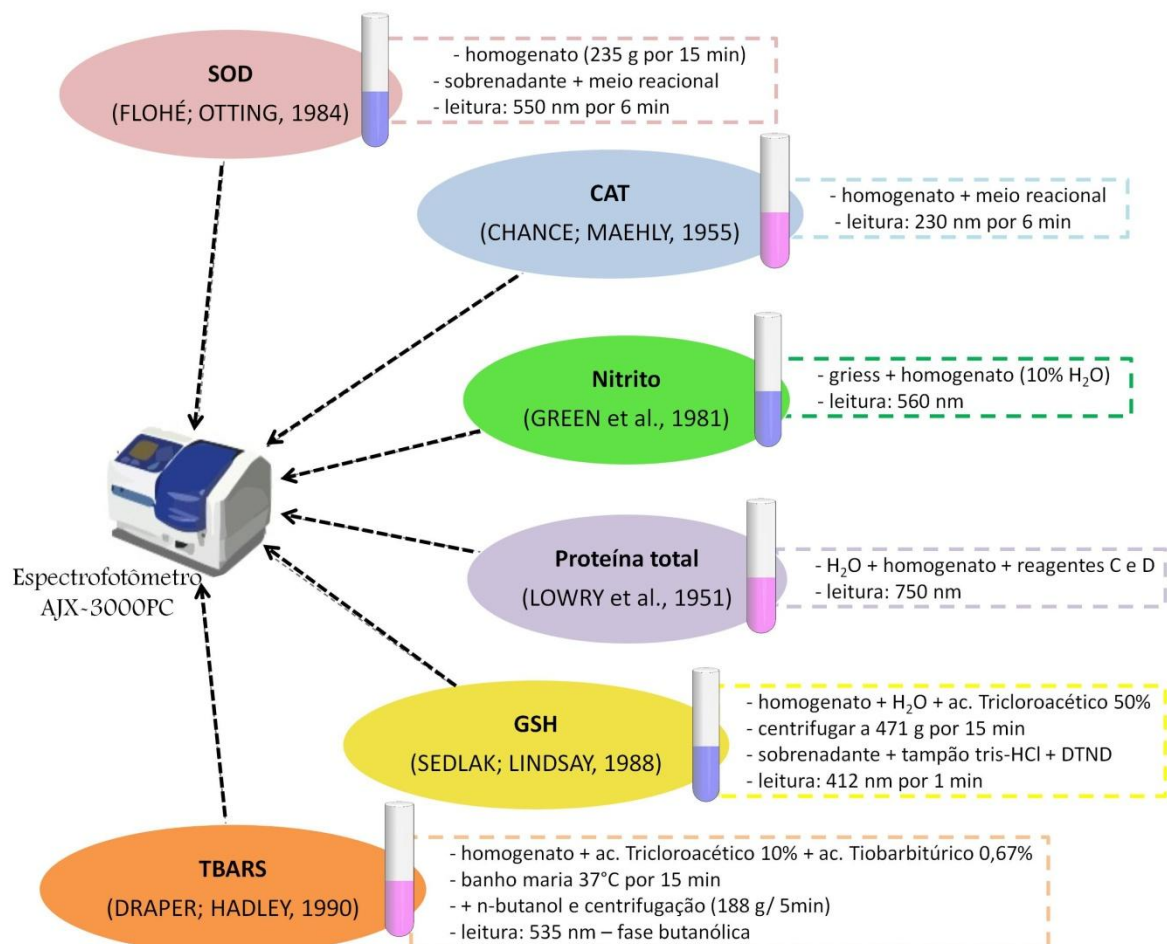 SOD
(FLOHÉ; OTTING, 1984)
- homogenato (235 g por 15 min)
- sobrenadante + meio reacional
- leitura: 550 nm por 6 min
CAT
(CHANCE; MAEHLY, 1955)
- homogenato + meio reacional
- leitura: 230 nm por 6 min
Nitrito
(GREEN et al., 1981)
- griess + homogenato (10% H₂O)
- leitura: 560 nm
Espectrofotômetro
AJX-3000PC
Proteína total
(LOWRY et al., 1951)
- H₂O + homogenato + reagentes C e D
- leitura: 750 nm
GSH
(SEDLAK; LINDSAY, 1988)
- homogenato + H₂O + ac. Tricloroacético 50%
- centrifugar a 471 g por 15 min
- sobrenadante + tampão tris-HCl + DTND
- leitura: 412 nm por 1 min
TBARS
(DRAPER; HADLEY, 1990)
- homogenato + ac. Tricloroacético 10% + ac. Tiobarbitúrico 0,67%
- banho maria 37°C por 15 min
- + n-butanol e centrifugação (188 g/ 5min)
- leitura: 535 nm – fase butanólica